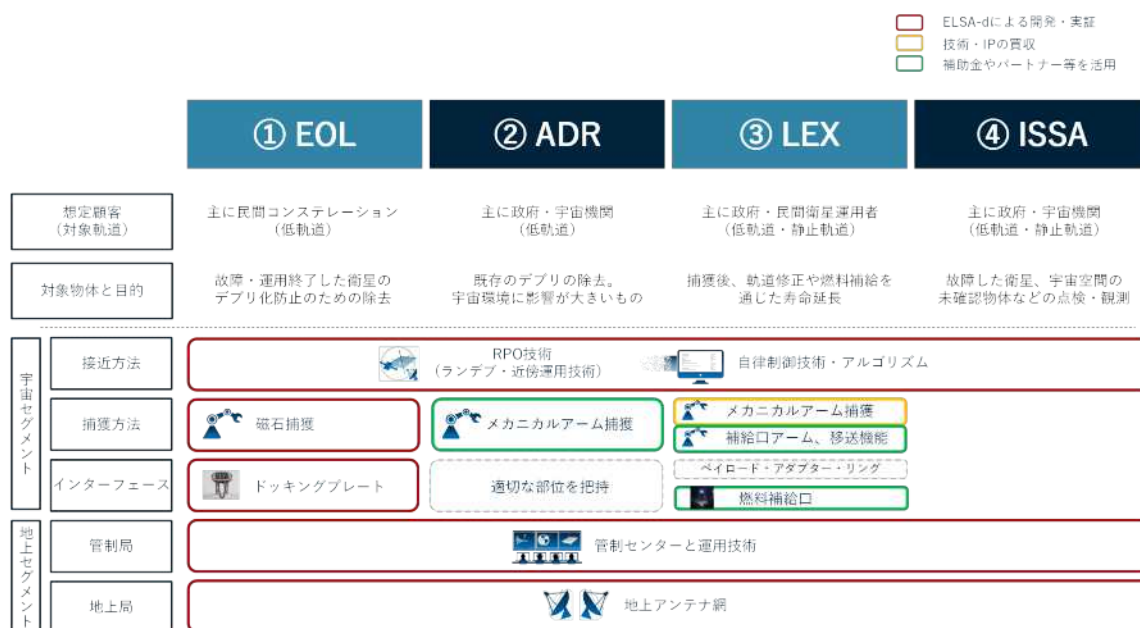 ELSA-dによる開発・実証
技術・IPの買収
補助金やパートナー等を活用
① EOL
② ADR
③ LEX
④ ISSA
想定顧客
(対象軌道)
主に民間コンステレーション
(低軌道)
主に政府・宇宙機関
(低軌道)
主に政府・民間衛星運用者
(低軌道・静止軌道)
主に政府・宇宙機関
(低軌道・静止軌道)
対象物体と目的
故障・運用終了した衛星の
デブリ化防止のための除去
既存のデブリの除去。
宇宙環境に影響が大きいもの
捕獲後、軌道修正や燃料補給を
通じた寿命延長
故障した衛星、宇宙空間の
未確認物体などの点検・観測
宇宙セグメント
接近方法
RPO技術
(ランデブ・近傍運用技術)
自律制御技術・アルゴリズム
捕獲方法
磁石捕獲
メカニカルアーム捕獲
メカニカルアーム捕獲
補給口アーム、移送機能
インターフェース
ドッキングプレート
適切な部位を把持
ペイロード・アダプター・リング
燃料補給口
地上セグメント
管制局
管制センターと運用技術
地上局
地上アンテナ網